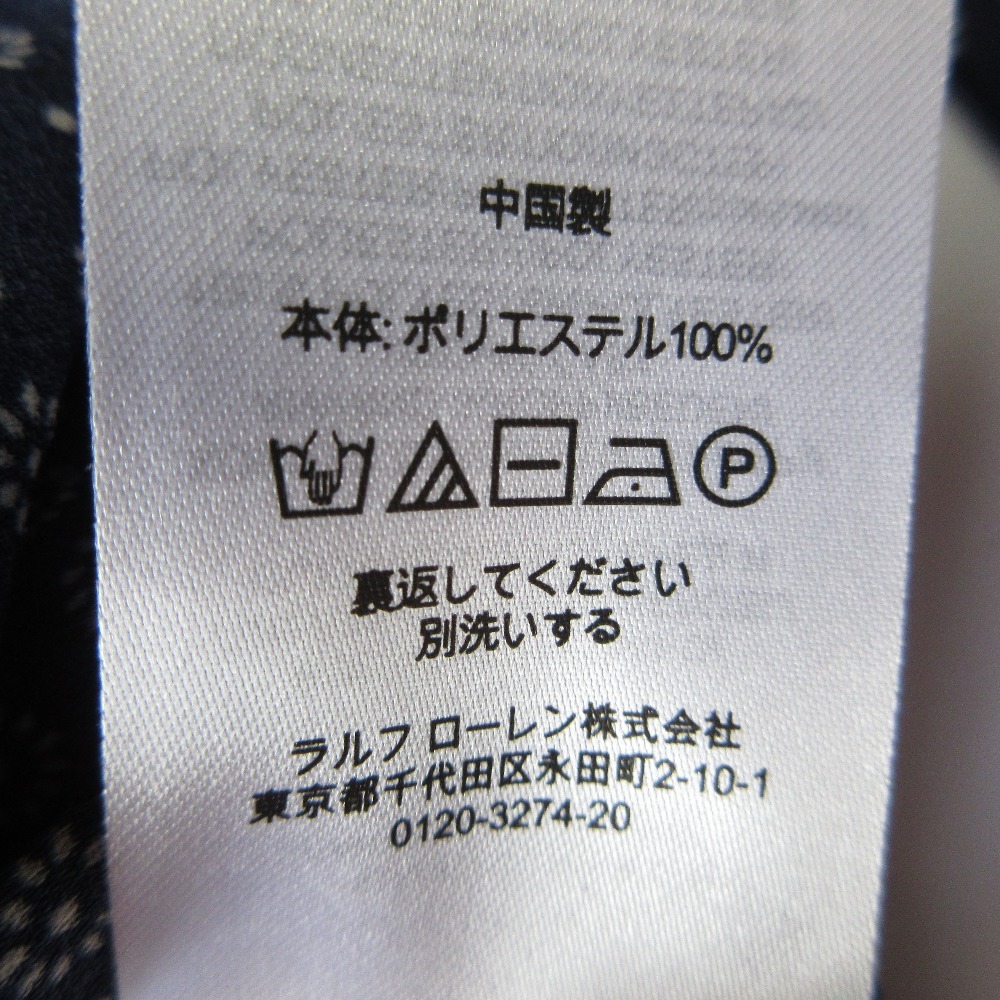 中国製
本体:ポリエステル100%
P
裏返してください
別洗いする
ラルフ ローレン株式会社
東京都千代田区永田町2-10-1
0120-3274-20